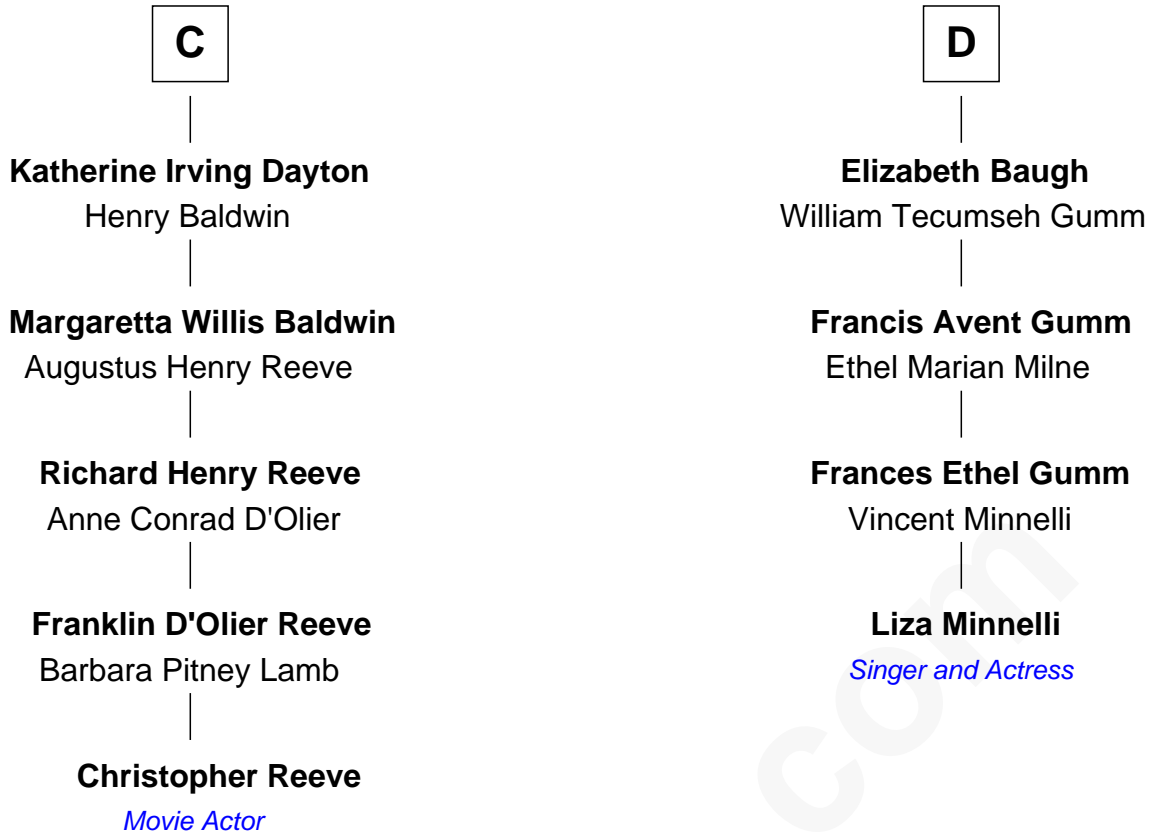 C
Katherine Irving Dayton
Henry Baldwin
Margaretta Willis Baldwin
Augustus Henry Reeve
Richard Henry Reeve
Anne Conrad D'Olier
Franklin D'Olier Reeve
Barbara Pitney Lamb
Christopher Reeve
Movie Actor
D
Elizabeth Baugh
William Tecumseh Gumm
Francis Avent Gumm
Ethel Marian Milne
Frances Ethel Gumm
Vincent Minnelli
Liza Minnelli
Singer and Actress
com